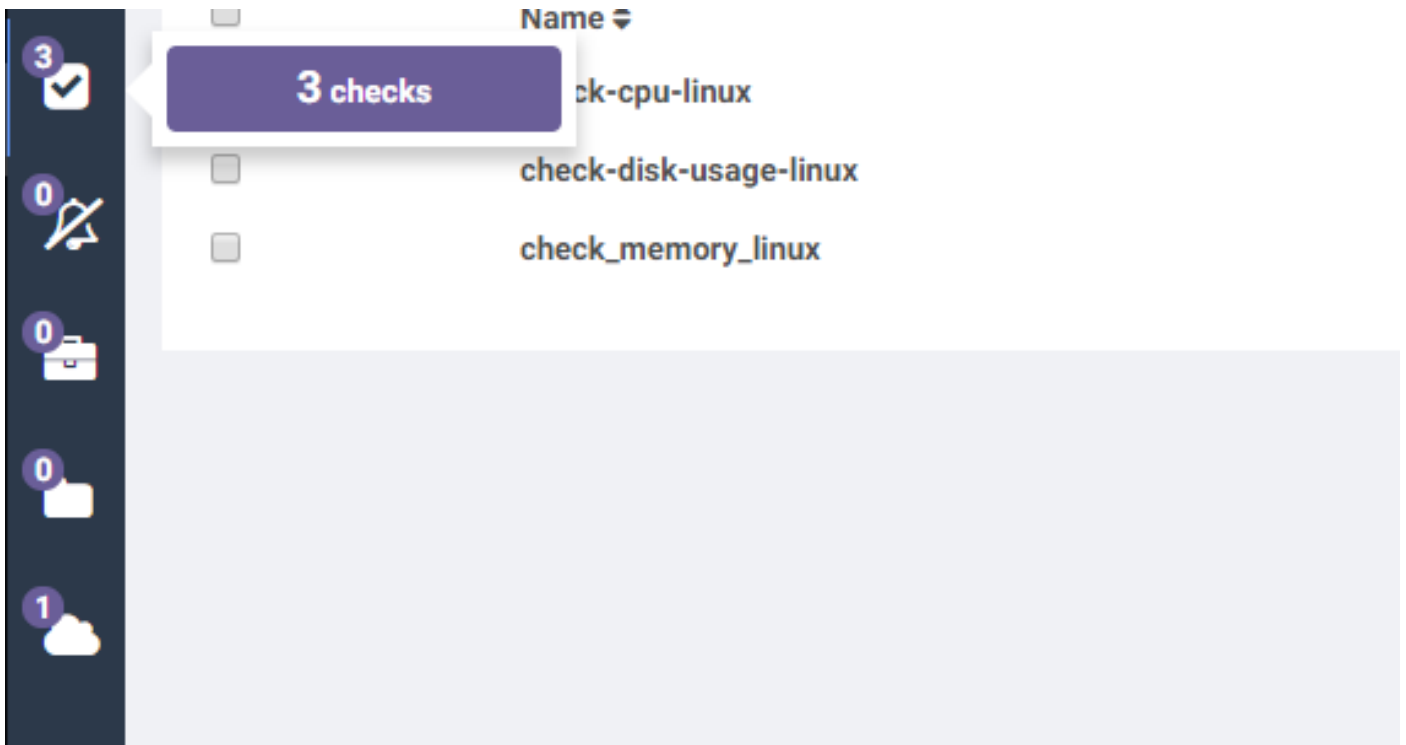 Name
3
3 checks
ck-cpu-linux
check-disk-usage-linux
0
check_memory_linux
0
0
1